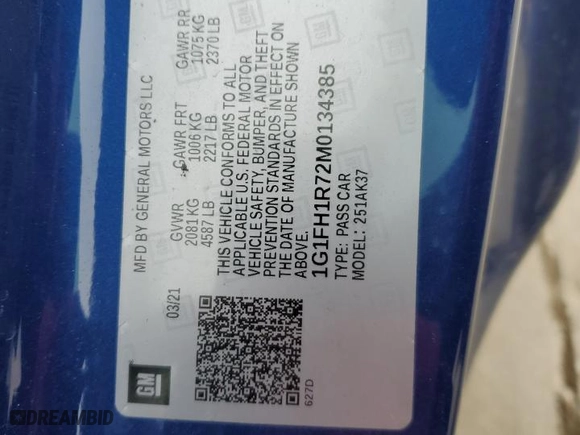 MFD BY GENERAL MOTORS LLC
03/21
GVWR
2081 KG
4587 LB
GAWR FRT
1006 KG
2217 LB
GAWR RR
1075 KG
2370 LB
THIS VEHICLE CONFORMS TO ALL
APPLICABLE U.S. FEDERAL MOTOR
VEHICLE SAFETY, BUMPER, AND THEFT
PREVENTION STANDARDS IN EFFECT ON
THE DATE OF MANUFACTURE SHOWN
ABOVE.
1G1FH1R72M0134385
TYPE: PASS CAR
MODEL: 251AK37
GM
627D
DREAMBID